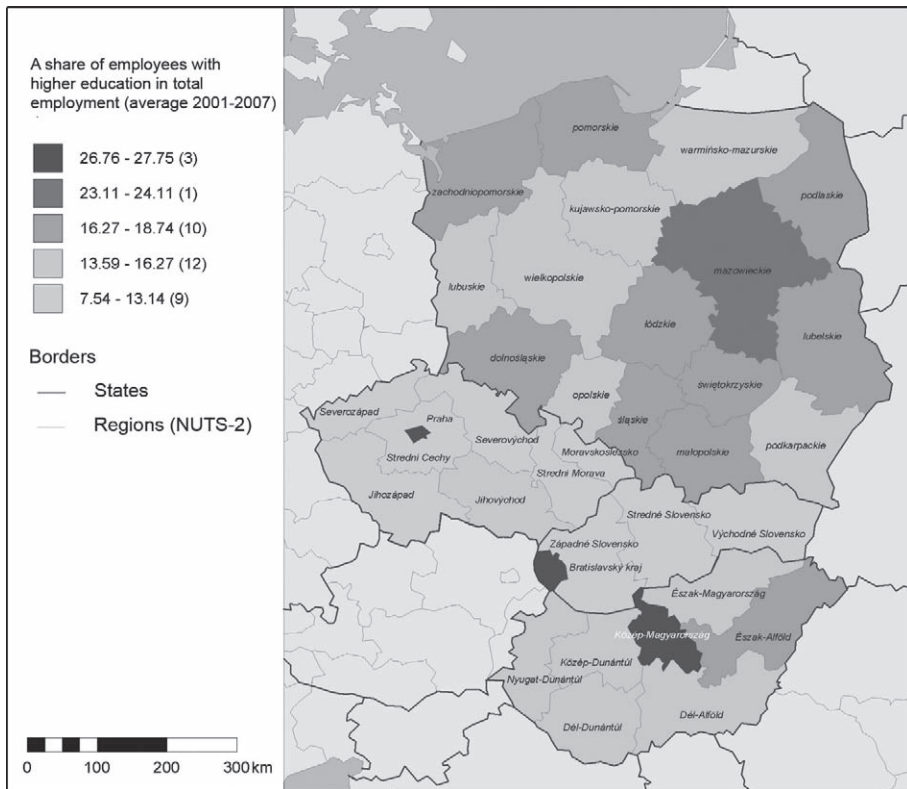 A share of employees with
higher education in total
employment (average 2001-2007)
26.76 - 27.75 (3)
23.11 - 24.11 (1)
16.27 - 18.74 (10)
13.59 - 16.27 (12)
7.54 - 13.14 (9)
Borders
States
Regions (NUTS-2)
0 100 200 300 km
pomorskie
warmińsko-mazurskie
zachodniopomorskie
podlaskie
kujawsko-pomorskie
mazowieckie
wielkopolskie
lubuskie
łódzkie
lubelskie
dolnośląskie
świętokrzyskie
opolskie
śląskie
małopolskie
podkarpackie
Severozápad
Praha
Severovýchod
Moravskoslezsko
Stredni Cechy
Stredni Morava
Jihozápad
Jihovýchod
Stredné Slovensko
Východné Slovensko
Západné Slovensko
Bratislavský kraj
Észak-Magyarország
Közép-Magyarország
Észak-Alföld
Közép-Dunántúl
Nyugat-Dunántúl
Dél-Dunántúl
Dél-Alföld